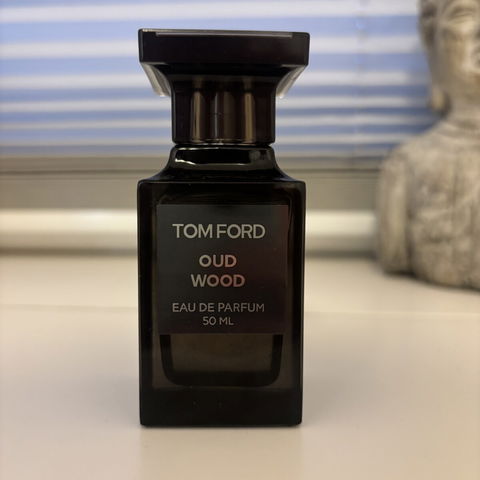 TOM FORD
OUD
WOOD
EAU DE PARFUM
50 ML